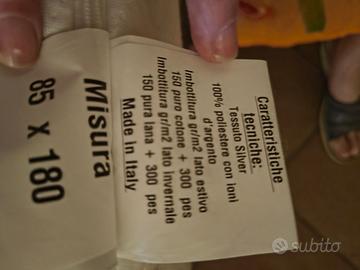 Caratteristiche
tecniche:
Tessuto Silver
100% poliestere con ioni
d'argento
Imbottitura gr/m2 lato estivo
150 puro cotone + 300 pes
Imbottitura gr/m2 lato invernale
150 pura lana + 300 pes
Made in Italy
Misura
85 x 180
subito